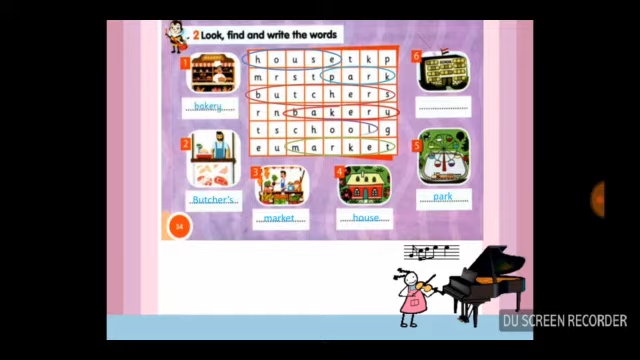 2 Look, find and write the words
1
bakery
2
Butcher's
3
market
4
house
5
park
6
h o u s e t k p
m r s t p a r k
b u t c h e r s
r n b a k e r y
t s c h o o l g
e u m a r k e t
34
DU SCREEN RECORDER